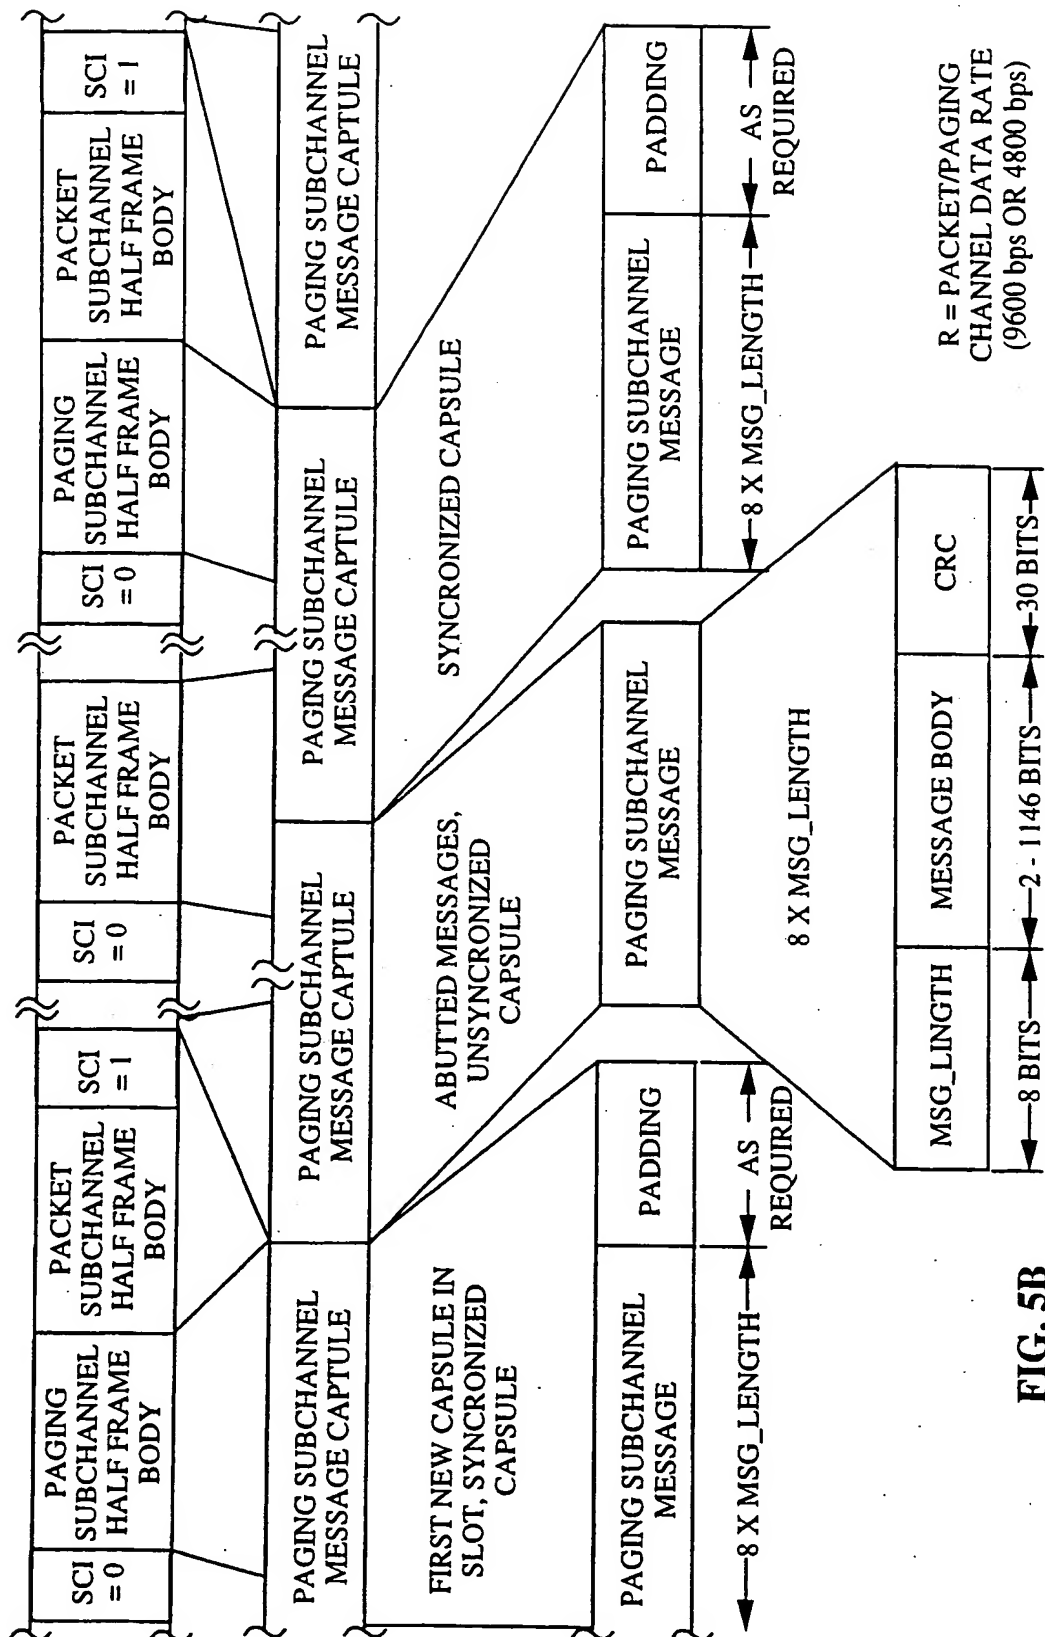 SCI
= 0
PAGING
SUBCHANNEL
HALF FRAME
BODY
PACKET
SUBCHANNEL
HALF FRAME
BODY
SCI
= 1
SCI
= 0
PACKET
SUBCHANNEL
HALF FRAME
BODY
SCI
= 0
PAGING
SUBCHANNEL
HALF FRAME
BODY
PACKET
SUBCHANNEL
HALF FRAME
BODY
SCI
= 1
PAGING SUBCHANNEL
MESSAGE CAPTULE
PAGING SUBCHANNEL
MESSAGE CAPTULE
PAGING SUBCHANNEL
MESSAGE CAPTULE
PAGING SUBCHANNEL
MESSAGE CAPTULE
FIRST NEW CAPSULE IN
SLOT, SYNCRONIZED
CAPSULE
ABUTTED MESSAGES,
UNSYNCRONIZED
CAPSULE
SYNCRONIZED CAPSULE
PAGING SUBCHANNEL
MESSAGE
PADDING
PAGING SUBCHANNEL
MESSAGE
PAGING SUBCHANNEL
MESSAGE
PADDING
8 X MSG_LENGTH
AS
REQUIRED
8 X MSG_LENGTH
8 X MSG_LENGTH
AS
REQUIRED
MSG_LINGTH
MESSAGE BODY
CRC
8 BITS
2 - 1146 BITS
30 BITS
R = PACKET/PAGING
CHANNEL DATA RATE
(9600 bps OR 4800 bps)
FIG. 5B